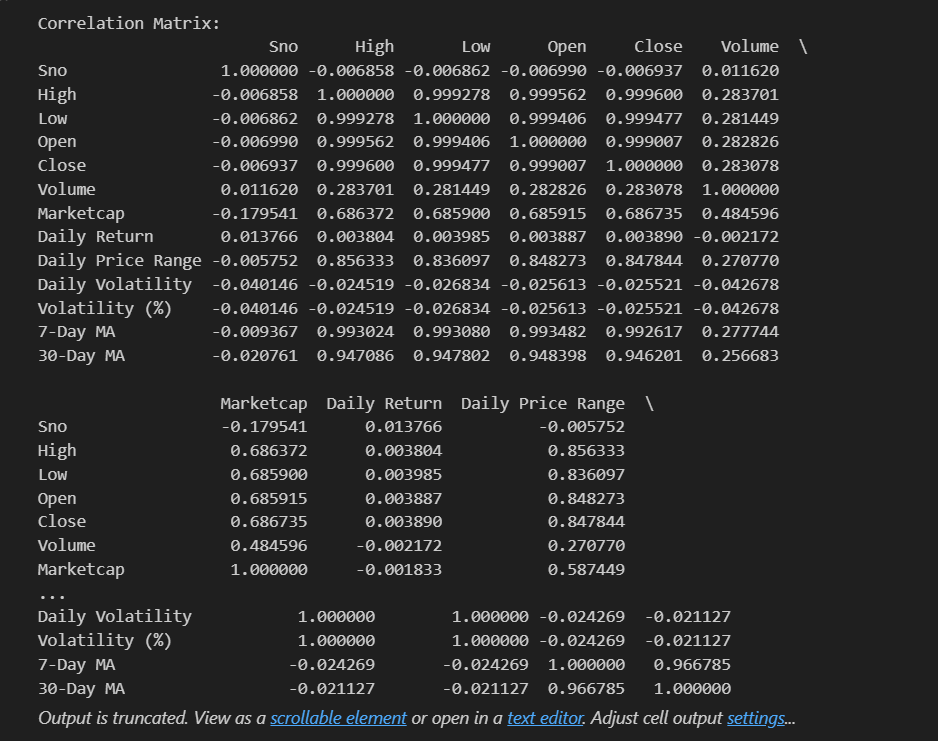 Correlation Matrix:
Sno High Low Open Close Volume \
Sno 1.000000 -0.006858 -0.006862 -0.006990 -0.006937 0.011620
High -0.006858 1.000000 0.999278 0.999562 0.999600 0.283701
Low -0.006862 0.999278 1.000000 0.999406 0.999477 0.281449
Open -0.006990 0.999562 0.999406 1.000000 0.999007 0.282826
Close -0.006937 0.999600 0.999477 0.999007 1.000000 0.283078
Volume 0.011620 0.283701 0.281449 0.282826 0.283078 1.000000
Marketcap -0.179541 0.686372 0.685900 0.685915 0.686735 0.484596
Daily Return 0.013766 0.003804 0.003985 0.003887 0.003890 -0.002172
Daily Price Range -0.005752 0.856333 0.836097 0.848273 0.847844 0.270770
Daily Volatility -0.040146 -0.024519 -0.026834 -0.025613 -0.025521 -0.042678
Volatility (%) -0.040146 -0.024519 -0.026834 -0.025613 -0.025521 -0.042678
7-Day MA -0.009367 0.993024 0.993080 0.993482 0.992617 0.277744
30-Day MA -0.020761 0.947086 0.947802 0.948398 0.946201 0.256683
Marketcap Daily Return Daily Price Range \
Sno -0.179541 0.013766 -0.005752
High 0.686372 0.003804 0.856333
Low 0.685900 0.003985 0.836097
Open 0.685915 0.003887 0.848273
Close 0.686735 0.003890 0.847844
Volume 0.484596 -0.002172 0.270770
Marketcap 1.000000 -0.001833 0.587449
...
Daily Volatility 1.000000 1.000000 -0.024269 -0.021127
Volatility (%) 1.000000 1.000000 -0.024269 -0.021127
7-Day MA -0.024269 -0.024269 1.000000 0.966785
30-Day MA -0.021127 -0.021127 0.966785 1.000000
Output is truncated. View as a scrollable element or open in a text editor. Adjust cell output settings...